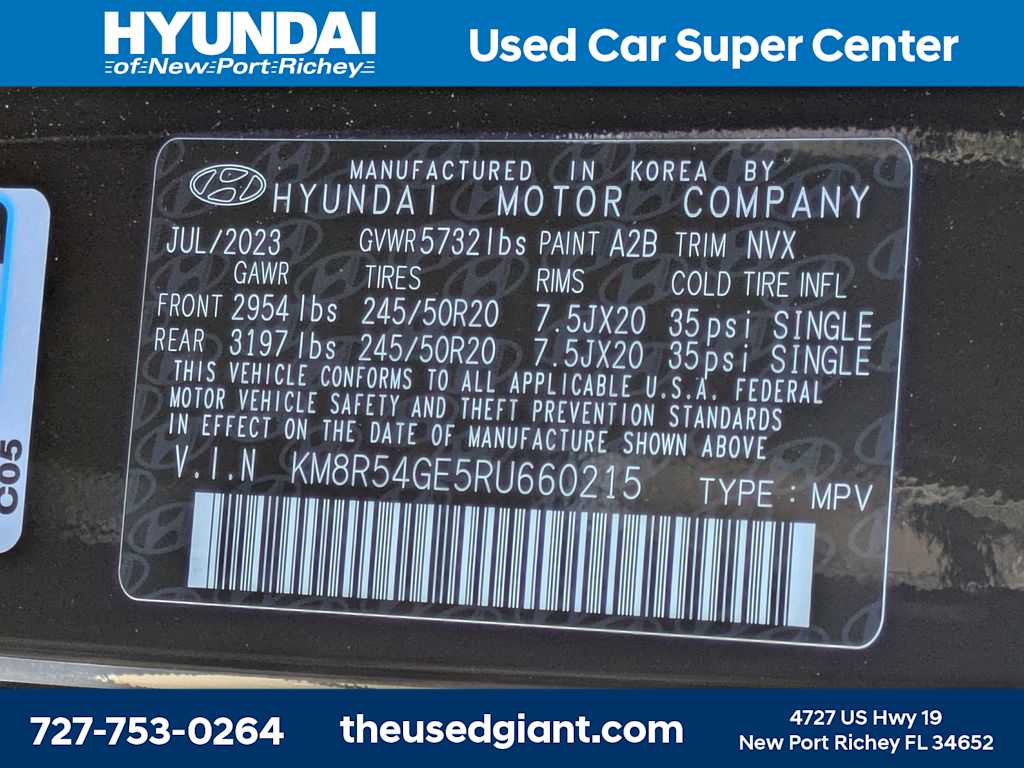 HYUNDAI
of New Port Richey
Used Car Super Center
MANUFACTURED IN KOREA BY
HYUNDAI MOTOR COMPANY
JUL/2023 GVWR 5732 lbs PAINT A2B TRIM NVX
GAWR TIRES RIMS COLD TIRE INFL
FRONT 2954 lbs 245/50R20 7.5JX20 35psi SINGLE
REAR 3197 lbs 245/50R20 7.5JX20 35psi SINGLE
THIS VEHICLE CONFORMS TO ALL APPLICABLE U.S.A. FEDERAL
MOTOR VEHICLE SAFETY AND THEFT PREVENTION STANDARDS
IN EFFECT ON THE DATE OF MANUFACTURE SHOWN ABOVE
V.I.N KM8R54GE5RU660215 TYPE : MPV
C05
727-753-0264
theusedgiant.com
4727 US Hwy 19
New Port Richey FL 34652